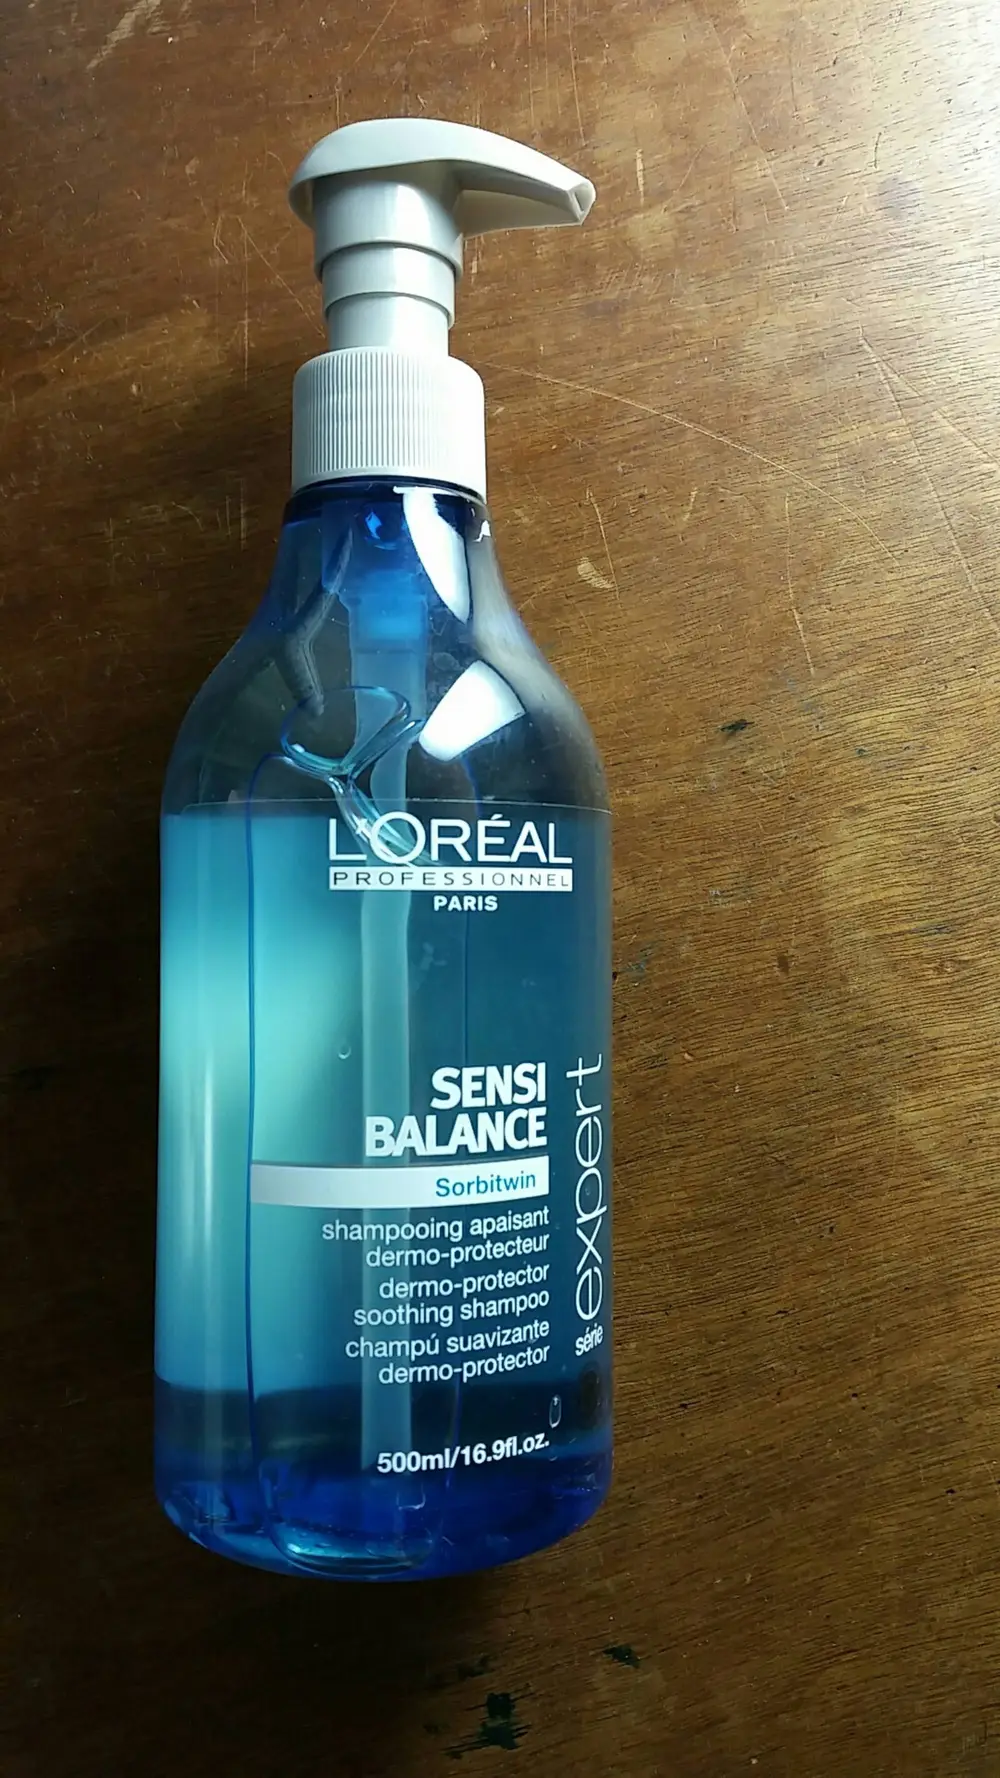 L'ORÉAL
PROFESSIONNEL
PARIS
SENSI
BALANCE
Sorbitwin
shampooing apaisant
dermo-protecteur
dermo-protector
soothing shampoo
champú suavizante
dermo-protector
500ml/16.9fl.oz.
série expert